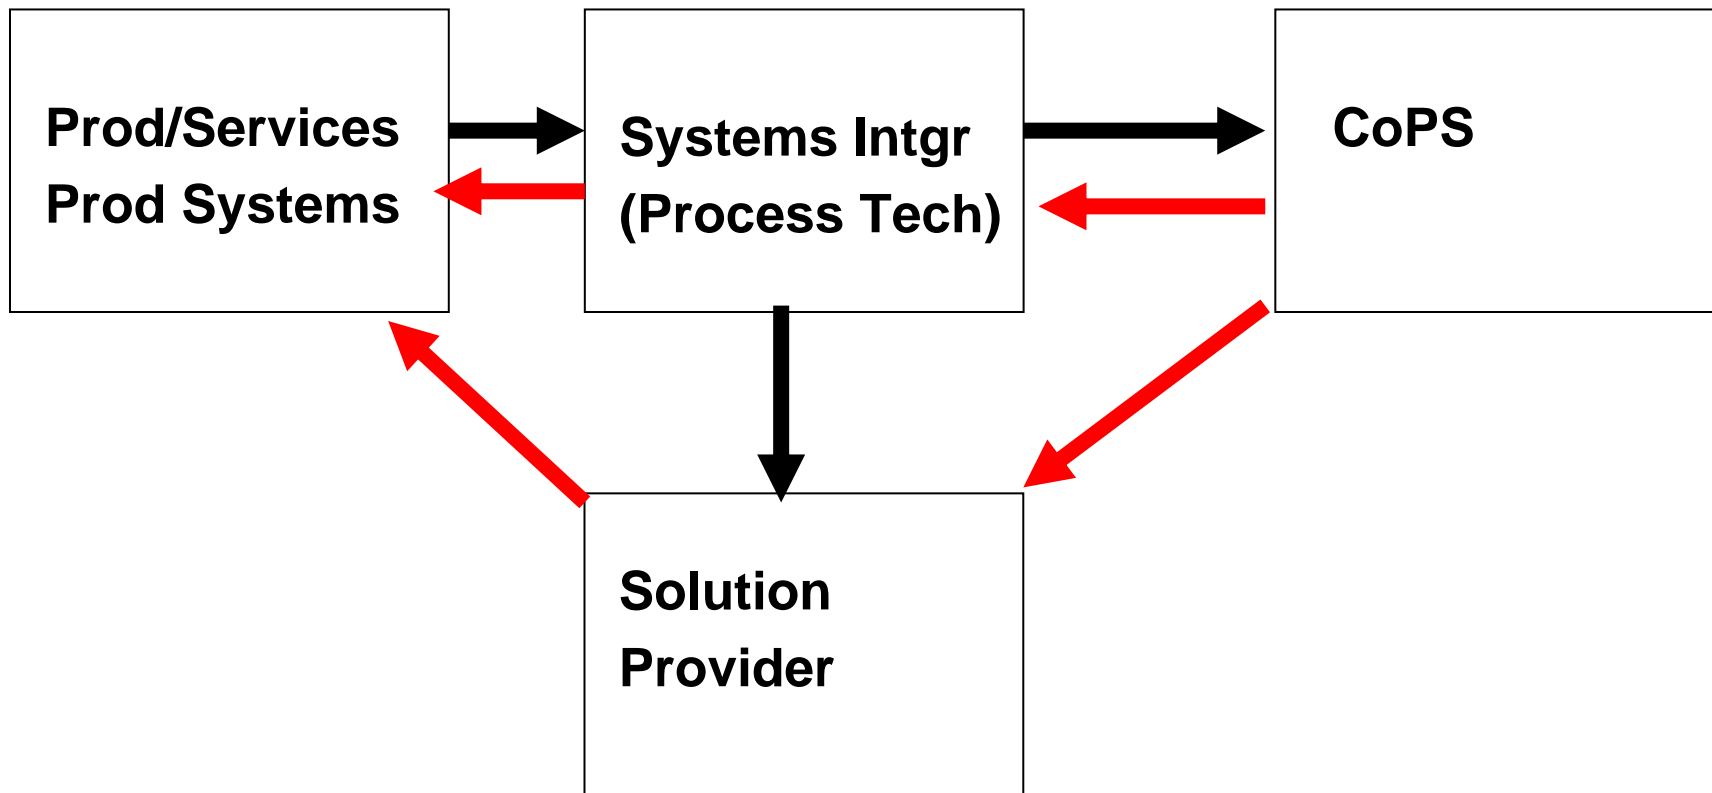 Prod/Services
Prod Systems
Systems Intgr
(Process Tech)
CoPS
Solution
Provider